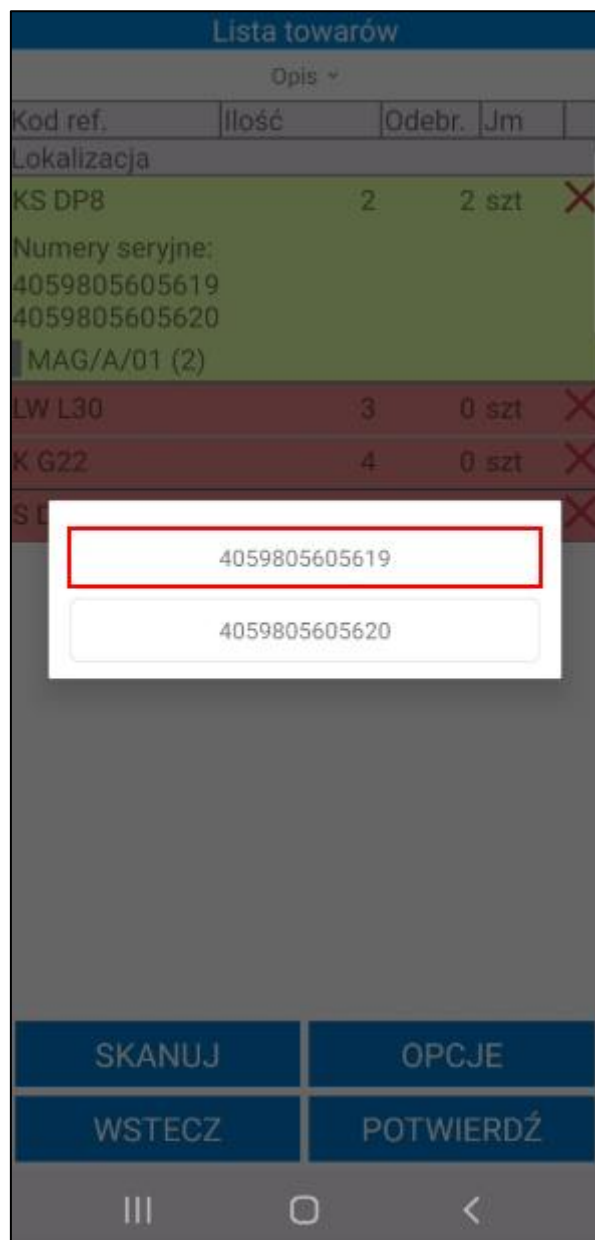 Lista towarów
Opis
Kod ref. Ilość Odebr. Jm
Lokalizacja
KS DP8 2 2 szt
Numery seryjne:
4059805605619
4059805605620
MAG/A/01 (2)
LW L30 3 0 szt
K G22 4 0 szt
S
4059805605619
4059805605620
SKANUJ OPCJE
WSTECZ POTWIERDŹ